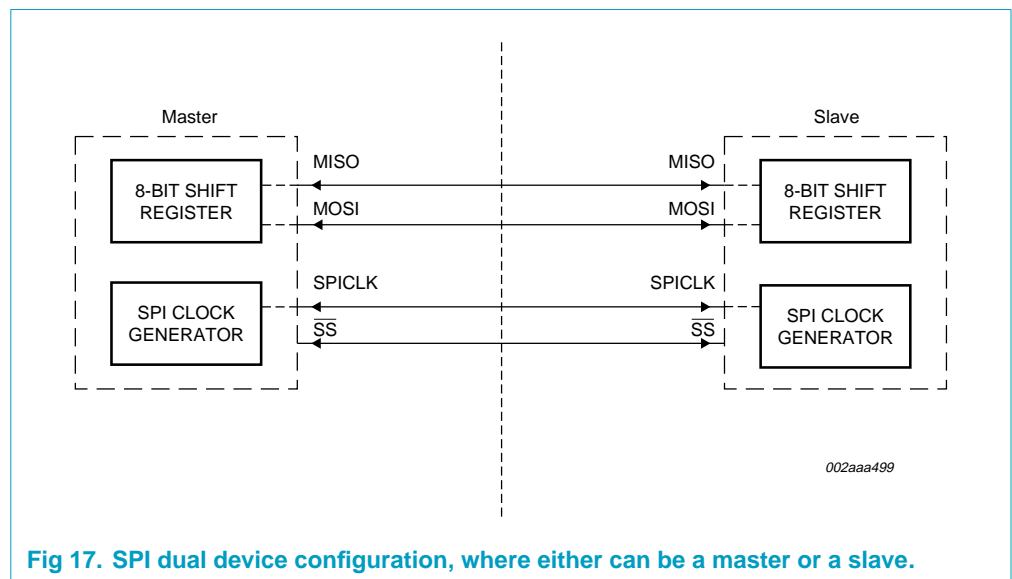 Master
Slave
8-BIT SHIFT
REGISTER
MISO
MISO
MOSI
MOSI
8-BIT SHIFT
REGISTER
SPI CLOCK
GENERATOR
SPICLK
SPICLK
SS
SS
SPI CLOCK
GENERATOR
002aaa499
Fig 17. SPI dual device configuration, where either can be a master or a slave.